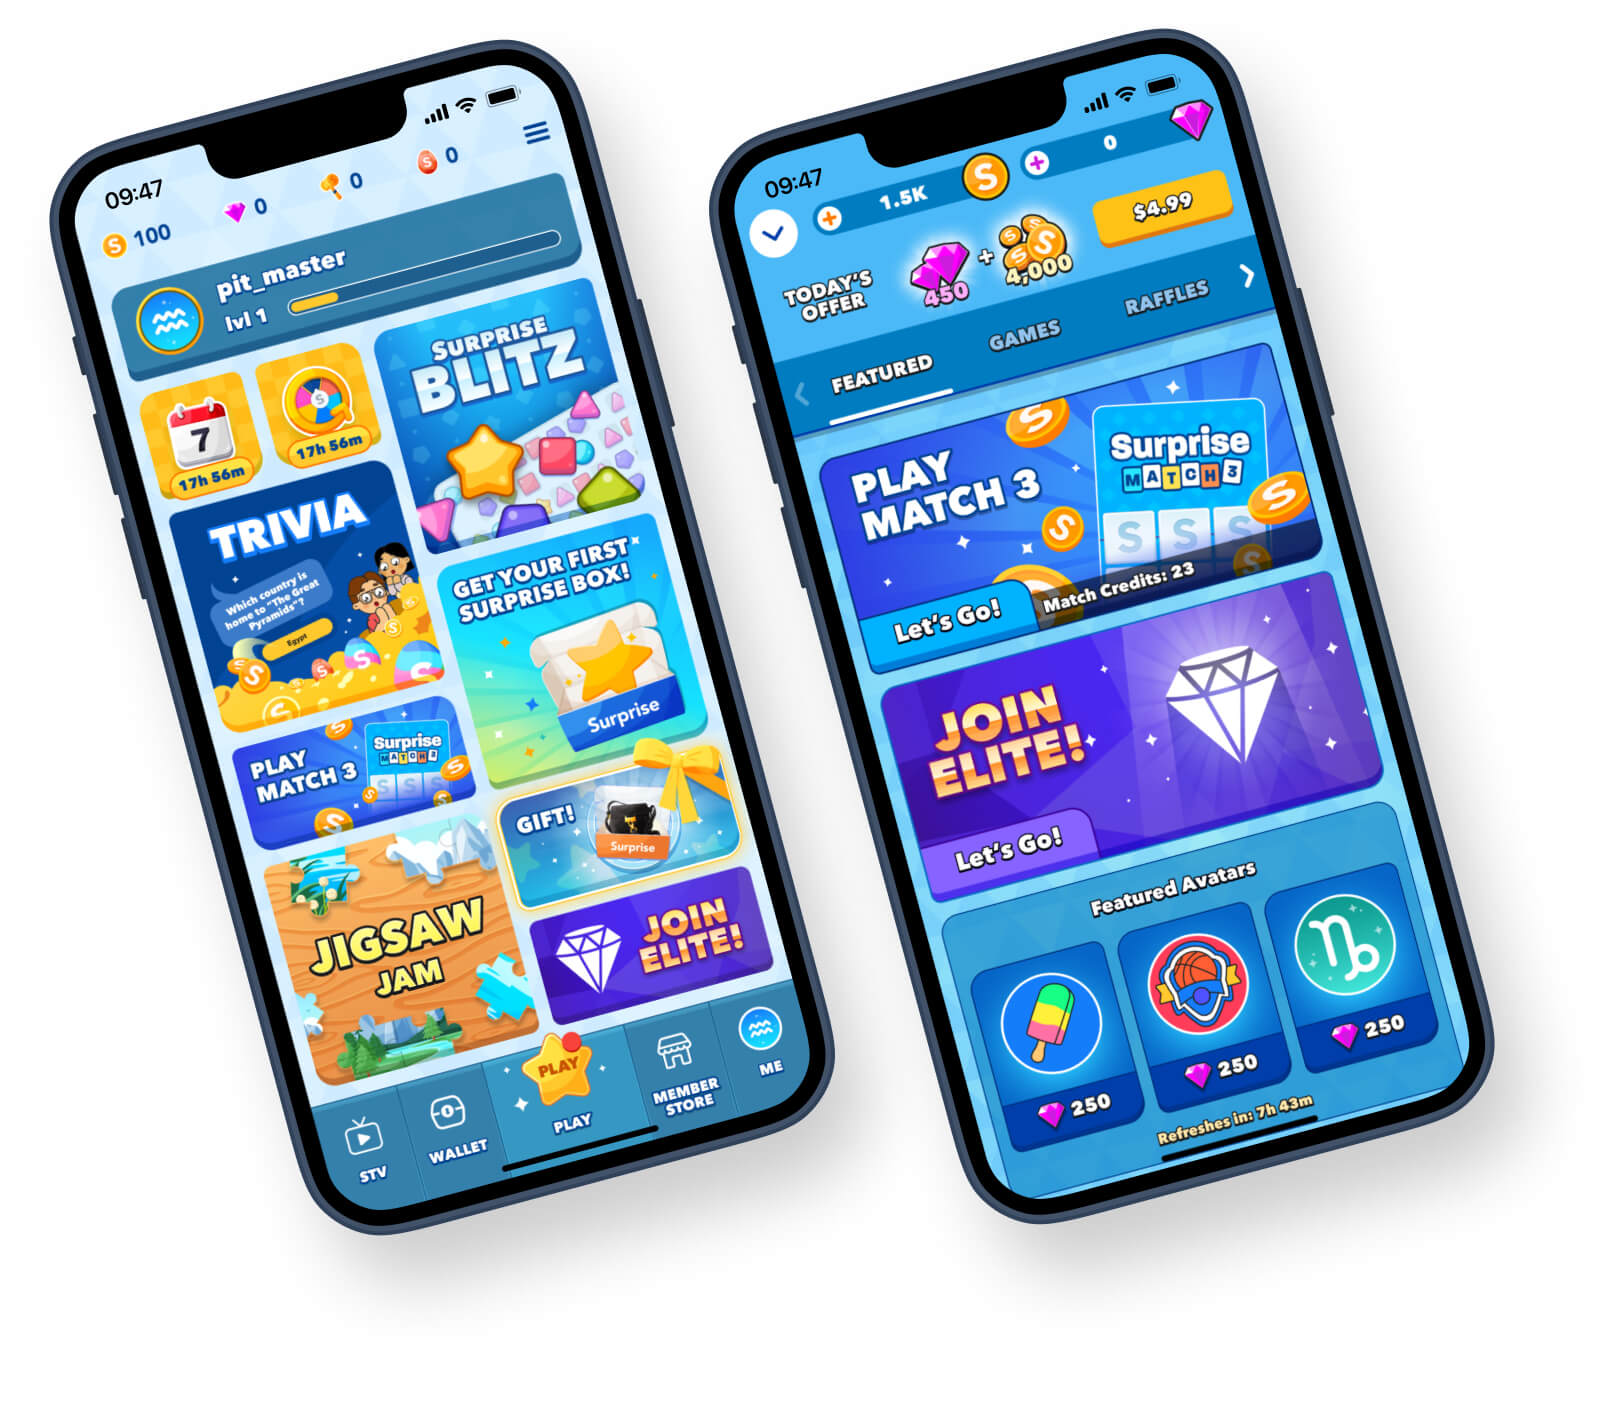 09:47
100
0
0
0
pit_master
lvl 1
7
17h 56m
17h 56m
SURPRISE
BLITZ
TRIVIA
Which country is
home to "The Great
Pyramids"?
Egypt
GET YOUR FIRST
SURPRISE BOX!
Surprise
PLAY
MATCH 3
Surprise
MATCH 3
S S S
GIFT!
Surprise
JIGSAW
JAM
JOIN
ELITE!
STV
WALLET
PLAY
PLAY
MEMBER
STORE
ME
09:47
1.5K
S
0
TODAY'S
OFFER
450
+
4,000
$4.99
FEATURED
GAMES
RAFFLES
PLAY
MATCH 3
Surprise
MATCH 3
S S S
Let's Go!
Match Credits: 23
JOIN
ELITE!
Let's Go!
Featured Avatars
250
250
250
Refreshes in: 7h 43m